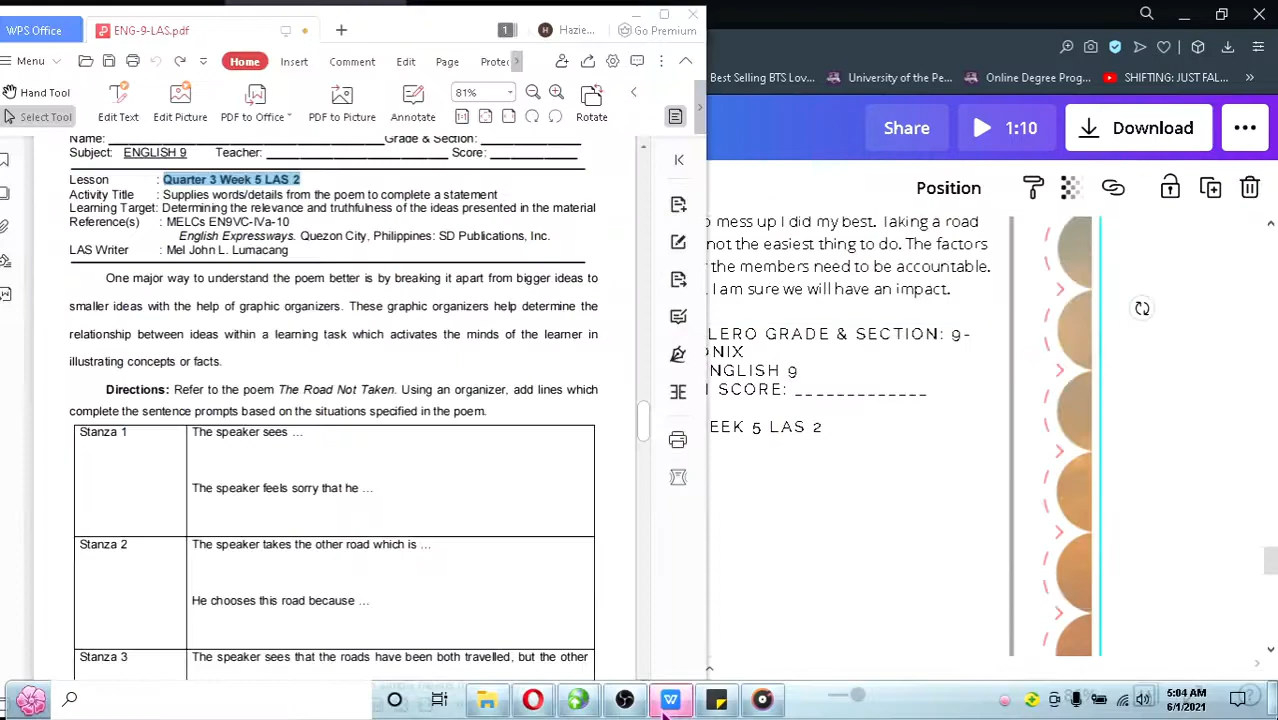 WPS Office
ENG-9-LAS.pdf
1
H
Hazie...
Go Premium
Menu
Home
Insert
Comment
Edit
Page
Protec
Hand Tool
Select Tool
Edit Text
Edit Picture
PDF to Office
PDF to Picture
Annotate
81%
Rotate
Name:
Grade & Section:
Subject: ENGLISH 9 Teacher: Score:
Lesson : Quarter 3 Week 5 LAS 2
Activity Title : Supplies words/details from the poem to complete a statement
Learning Target: Determining the relevance and truthfulness of the ideas presented in the material
Reference(s) : MELCs EN9VC-IVa-10
English Expressways. Quezon City, Philippines: SD Publications, Inc.
LAS Writer : Mel John L. Lumacang
One major way to understand the poem better is by breaking it apart from bigger ideas to
smaller ideas with the help of graphic organizers. These graphic organizers help determine the
relationship between ideas within a learning task which activates the minds of the learner in
illustrating concepts or facts.
Directions: Refer to the poem The Road Not Taken. Using an organizer, add lines which
complete the sentence prompts based on the situations specified in the poem.
Stanza 1
The speaker sees …
The speaker feels sorry that he …
Stanza 2
The speaker takes the other road which is …
He chooses this road because …
Stanza 3
The speaker sees that the roads have been both travelled, but the other
Best Selling BTS Lov...
University of the Pe...
Online Degree Prog...
SHIFTING: JUST FAL...
Share
1:10
Download
Position
o mess up I did my best. Taking a road
not the easiest thing to do. The factors
r the members need to be accountable.
. I am sure we will have an impact.
LERO GRADE & SECTION: 9-
NIX
ENGLISH 9
SCORE: _____________
EEK 5 LAS 2
5:04 AM
6/1/2021